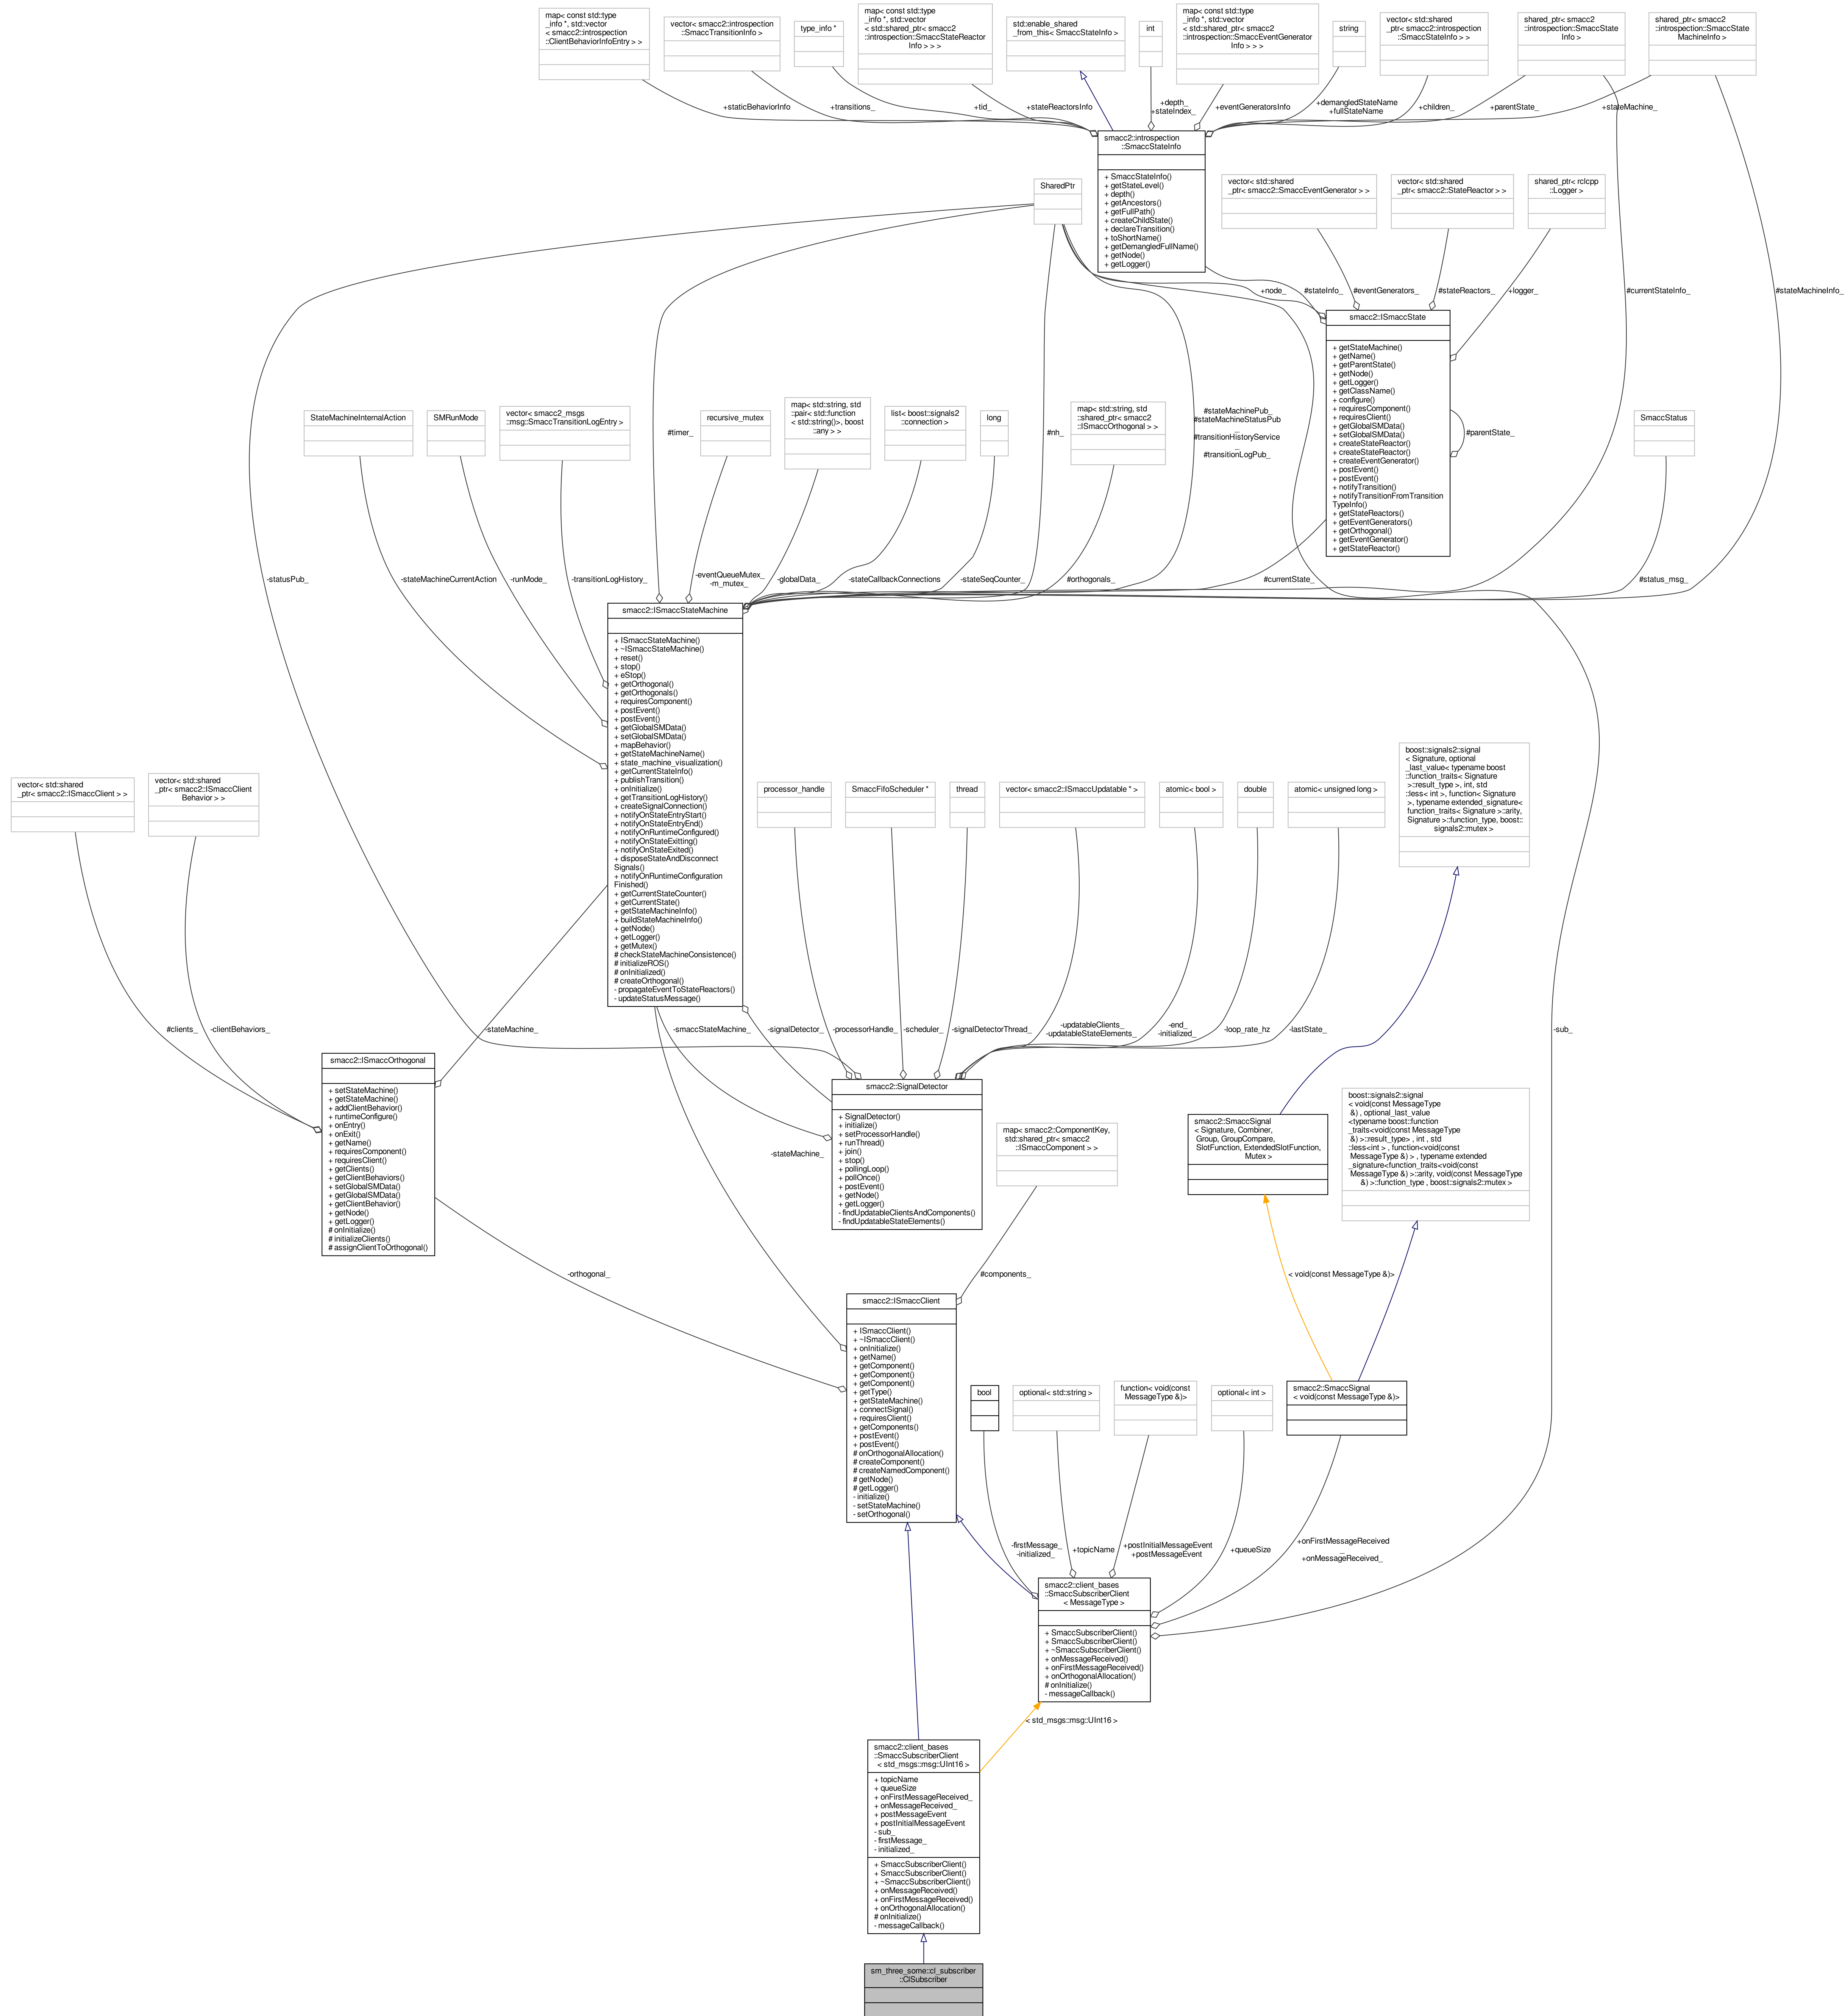 map< const std::type
_info *, std::vector
< smacc2::introspection
::ClientBehaviorInfoEntry > >
vector< smacc2::introspection
::SmaccTransitionInfo >
type_info *
map< const std::type
_info *, std::vector
< std::shared_ptr< smacc2
::introspection::SmaccStateReactor
Info > > >
std::enable_shared
_from_this< SmaccStateInfo >
int
map< const std::type
_info *, std::vector
< std::shared_ptr< smacc2
::introspection::SmaccEventGenerator
Info > > >
string
vector< std::shared
_ptr< smacc2::introspection
::SmaccStateInfo > >
shared_ptr< smacc2
::introspection::SmaccState
Info >
shared_ptr< smacc2
::introspection::SmaccState
MachineInfo >
+staticBehaviorInfo
+transitions_
+tid_
+stateReactorsInfo
+depth_
+stateIndex_
+eventGeneratorsInfo
+demangledStateName
+fullStateName
+children_
+parentState_
+stateMachine_
smacc2::introspection
::SmaccStateInfo
+ SmaccStateInfo()
+ getStateLevel()
+ depth()
+ getAncestors()
+ getFullPath()
+ createChildState()
+ declareTransition()
+ toShortName()
+ getDemangledFullName()
+ getNode()
+ getLogger()
SharedPtr
vector< std::shared
_ptr< smacc2::SmaccEventGenerator > >
vector< std::shared
_ptr< smacc2::StateReactor > >
shared_ptr< rclcpp
::Logger >
+node_
#stateInfo_
#eventGenerators_
#stateReactors_
+logger_
#currentStateInfo_
#stateMachineInfo_
smacc2::ISmaccState
+ getStateMachine()
+ getName()
+ getParentState()
+ getNode()
+ getLogger()
+ getClassName()
+ configure()
+ requiresComponent()
+ requiresClient()
+ getGlobalSMData()
+ setGlobalSMData()
+ createStateReactor()
+ createStateReactor()
+ createEventGenerator()
+ postEvent()
+ postEvent()
+ notifyTransition()
+ notifyTransitionFromTransition
TypeInfo()
+ getStateReactors()
+ getEventGenerators()
+ getOrthogonal()
+ getEventGenerator()
+ getStateReactor()
#parentState_
StateMachineInternalAction
SMRunMode
vector< smacc2_msgs
::msg::SmaccTransitionLogEntry >
#timer_
recursive_mutex
map< std::string, std
::pair< std::function
< std::string()>, boost
::any > >
list< boost::signals2
::connection >
long
#nh_
map< std::string, std
::shared_ptr< smacc2
::ISmaccOrthogonal > >
#stateMachinePub_
#stateMachineStatusPub
_
#transitionHistoryService
_
#transitionLogPub_
SmaccStatus
-statusPub_
-stateMachineCurrentAction
-runMode_
-transitionLogHistory_
-eventQueueMutex_
-m_mutex_
-globalData_
-stateCallbackConnections
-stateSeqCounter_
#orthogonals_
#currentState_
#status_msg_
smacc2::ISmaccStateMachine
+ ISmaccStateMachine()
+ ~ISmaccStateMachine()
+ reset()
+ stop()
+ eStop()
+ getOrthogonal()
+ getOrthogonals()
+ requiresComponent()
+ postEvent()
+ postEvent()
+ getGlobalSMData()
+ setGlobalSMData()
+ mapBehavior()
+ getStateMachineName()
+ state_machine_visualization()
+ getCurrentStateInfo()
+ publishTransition()
+ onInitialize()
+ getTransitionLogHistory()
+ createSignalConnection()
+ notifyOnStateEntryStart()
+ notifyOnStateEntryEnd()
+ notifyOnRuntimeConfigured()
+ notifyOnStateExitting()
+ notifyOnStateExited()
+ disposeStateAndDisconnect
Signals()
+ notifyOnRuntimeConfiguration
Finished()
+ getCurrentStateCounter()
+ getCurrentState()
+ getStateMachineInfo()
+ buildStateMachineInfo()
+ getNode()
+ getLogger()
+ getMutex()
# checkStateMachineConsistence()
# initializeROS()
# onInitialized()
# createOrthogonal()
- propagateEventToStateReactors()
- updateStatusMessage()
vector< std::shared
_ptr< smacc2::ISmaccClient > >
vector< std::shared
_ptr< smacc2::ISmaccClient
Behavior > >
processor_handle
SmaccFifoScheduler *
thread
vector< smacc2::ISmaccUpdatable * >
atomic< bool >
double
atomic< unsigned long >
boost::signals2::signal
< Signature, optional
_last_value< typename boost
::function_traits< Signature
>::result_type >, int, std
::less< int >, function< Signature
>, typename extended_signature<
function_traits< Signature >::arity,
Signature >::function_type, boost::
signals2::mutex >
#clients_
-clientBehaviors_
-stateMachine_
-smaccStateMachine_
-signalDetector_
-processorHandle_
-scheduler_
-signalDetectorThread_
-updatableClients_
-updatableStateElements_
-end_
-initialized_
-loop_rate_hz
-lastState_
-sub_
smacc2::ISmaccOrthogonal
+ setStateMachine()
+ getStateMachine()
+ addClientBehavior()
+ runtimeConfigure()
+ onEntry()
+ onExit()
+ getName()
+ requiresComponent()
+ requiresClient()
+ getClients()
+ getClientBehaviors()
+ setGlobalSMData()
+ getGlobalSMData()
+ getClientBehavior()
+ getNode()
+ getLogger()
# onInitialize()
# initializeClients()
# assignClientToOrthogonal()
smacc2::SignalDetector
+ SignalDetector()
+ initialize()
+ setProcessorHandle()
+ runThread()
+ join()
+ stop()
+ pollingLoop()
+ pollOnce()
+ postEvent()
+ getNode()
+ getLogger()
- findUpdatableClientsAndComponents()
- findUpdatableStateElements()
-stateMachine_
map< smacc2::ComponentKey,
std::shared_ptr< smacc2
::ISmaccComponent > >
smacc2::SmaccSignal
< Signature, Combiner,
Group, GroupCompare,
SlotFunction, ExtendedSlotFunction,
Mutex >
boost::signals2::signal
< void(const MessageType
&) , optional_last_value
<typename boost::function
_traits<void(const MessageType
&) >::result_type> , int , std
::less<int > , function<void(const
MessageType &) > , typename extended
_signature<function_traits<void(const
MessageType &) >::arity, void(const MessageType
&) >::function_type , boost::signals2::mutex >
-orthogonal_
#components_
< void(const MessageType &)>
smacc2::ISmaccClient
+ ISmaccClient()
+ ~ISmaccClient()
+ onInitialize()
+ getName()
+ getComponent()
+ getComponent()
+ getComponent()
+ getType()
+ getStateMachine()
+ connectSignal()
+ requiresClient()
+ getComponents()
+ postEvent()
+ postEvent()
# onOrthogonalAllocation()
# createComponent()
# createNamedComponent()
# getNode()
# getLogger()
- initialize()
- setStateMachine()
- setOrthogonal()
bool
optional< std::string >
function< void(const
MessageType &)>
optional< int >
smacc2::SmaccSignal
< void(const MessageType &)>
-firstMessage_
-initialized_
+topicName
+postInitialMessageEvent
+postMessageEvent
+queueSize
+onFirstMessageReceived
_
+onMessageReceived_
smacc2::client_bases
::SmaccSubscriberClient
< MessageType >
+ SmaccSubscriberClient()
+ SmaccSubscriberClient()
+ ~SmaccSubscriberClient()
+ onMessageReceived()
+ onFirstMessageReceived()
+ onOrthogonalAllocation()
# onInitialize()
- messageCallback()
< std_msgs::msg::UInt16 >
smacc2::client_bases
::SmaccSubscriberClient
< std_msgs::msg::UInt16 >
+ topicName
+ queueSize
+ onFirstMessageReceived_
+ onMessageReceived_
+ postMessageEvent
+ postInitialMessageEvent
- sub_
- firstMessage_
- initialized_
+ SmaccSubscriberClient()
+ SmaccSubscriberClient()
+ ~SmaccSubscriberClient()
+ onMessageReceived()
+ onFirstMessageReceived()
+ onOrthogonalAllocation()
# onInitialize()
- messageCallback()
sm_three_some::cl_subscriber
::ClSubscriber